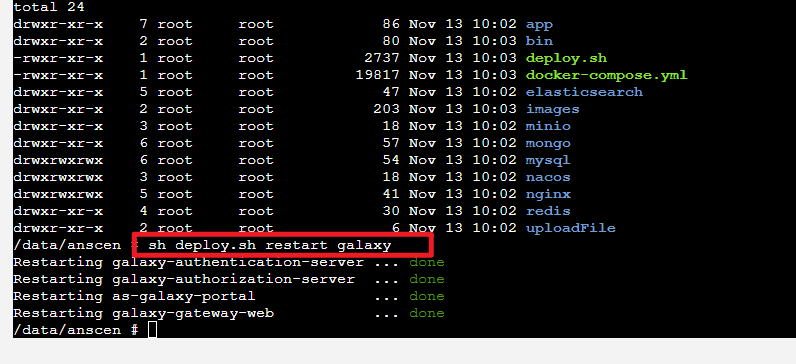 total 24
drwxr-xr-x 7 root root 86 Nov 13 10:02 app
drwxr-xr-x 2 root root 80 Nov 13 10:03 bin
-rwxr-xr-x 1 root root 2737 Nov 13 10:03 deploy.sh
-rwxr-xr-x 1 root root 19817 Nov 13 10:03 docker-compose.yml
drwxr-xr-x 5 root root 47 Nov 13 10:02 elasticsearch
drwxr-xr-x 2 root root 203 Nov 13 10:03 images
drwxr-xr-x 3 root root 18 Nov 13 10:02 minio
drwxr-xr-x 6 root root 57 Nov 13 10:02 mongo
drwxrwxrwx 6 root root 54 Nov 13 10:02 mysql
drwxrwxrwx 3 root root 18 Nov 13 10:02 nacos
drwxrwxrwx 5 root root 41 Nov 13 10:02 nginx
drwxr-xr-x 4 root root 30 Nov 13 10:02 redis
drwxr-xr-x 2 root root 6 Nov 13 10:02 uploadFile
/data/anscen # sh deploy.sh restart galaxy
Restarting galaxy-authentication-server ... done
Restarting galaxy-authorization-server ... done
Restarting as-galaxy-portal ... done
Restarting galaxy-gateway-web ... done
/data/anscen #